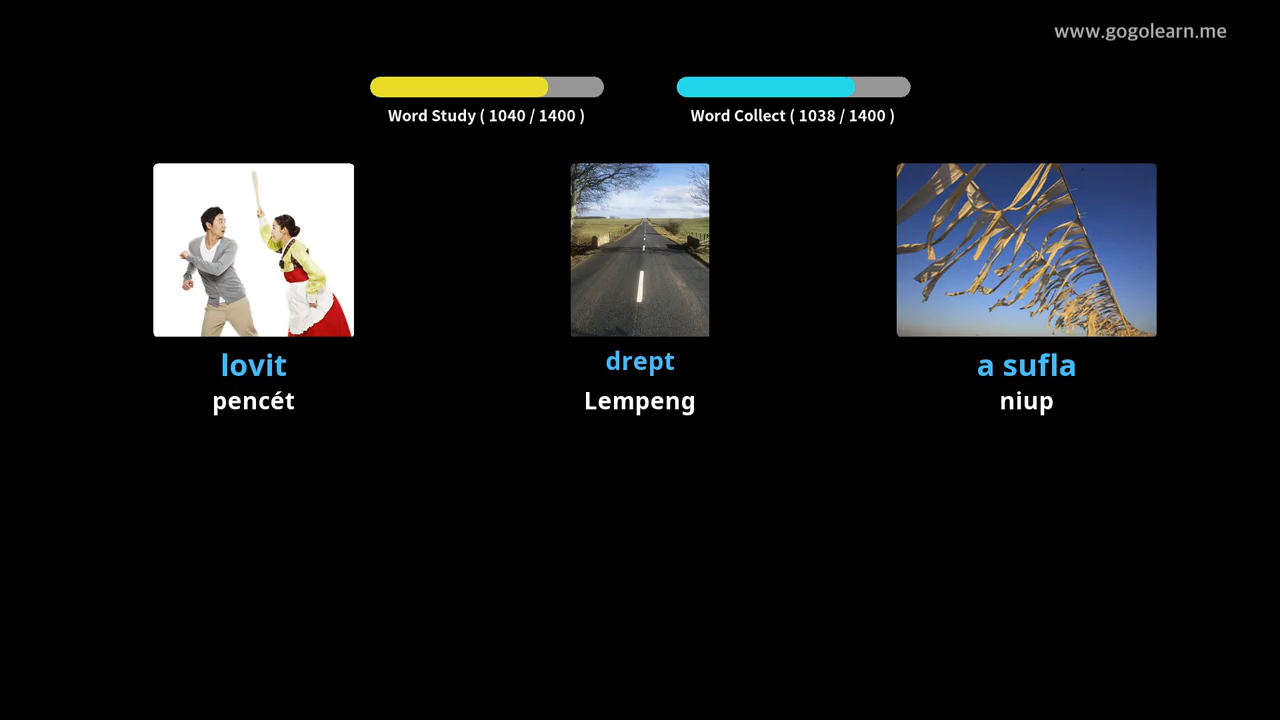 www.gogolearn.me
Word Study ( 1040 / 1400 )
Word Collect ( 1038 / 1400 )
lovit
pencét
drept
Lempeng
a sufla
niup